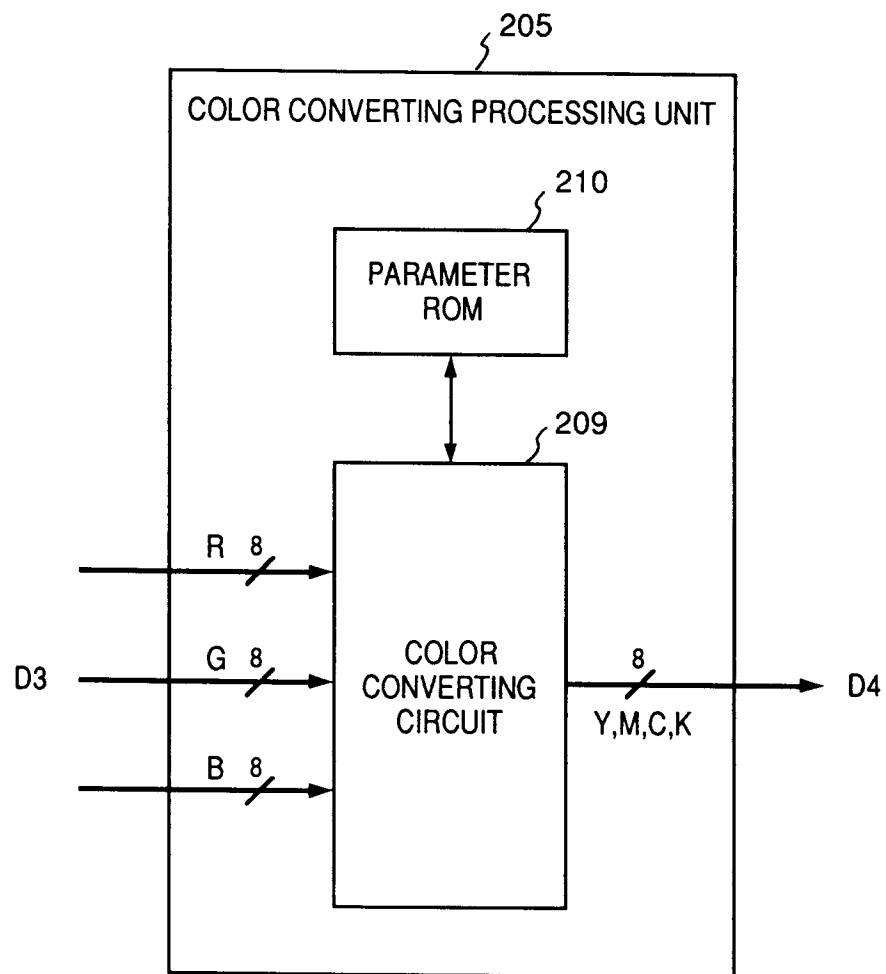 205
COLOR CONVERTING PROCESSING UNIT
210
PARAMETER
ROM
209
R 8
D3
G 8
B 8
COLOR
CONVERTING
CIRCUIT
8
Y,M,C,K
D4